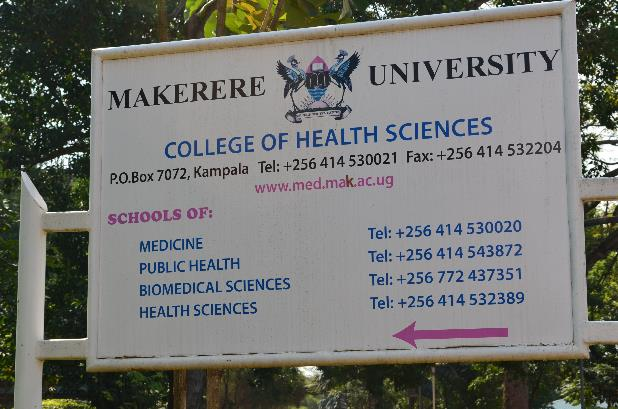 MAKERERE UNIVERSITY
COLLEGE OF HEALTH SCIENCES
P.O.Box 7072, Kampala Tel: +256 414 530021 Fax: +256 414 532204
www.med.mak.ac.ug
SCHOOLS OF:
MEDICINE Tel: +256 414 530020
PUBLIC HEALTH Tel: +256 414 543872
BIOMEDICAL SCIENCES Tel: +256 772 437351
HEALTH SCIENCES Tel: +256 414 532389